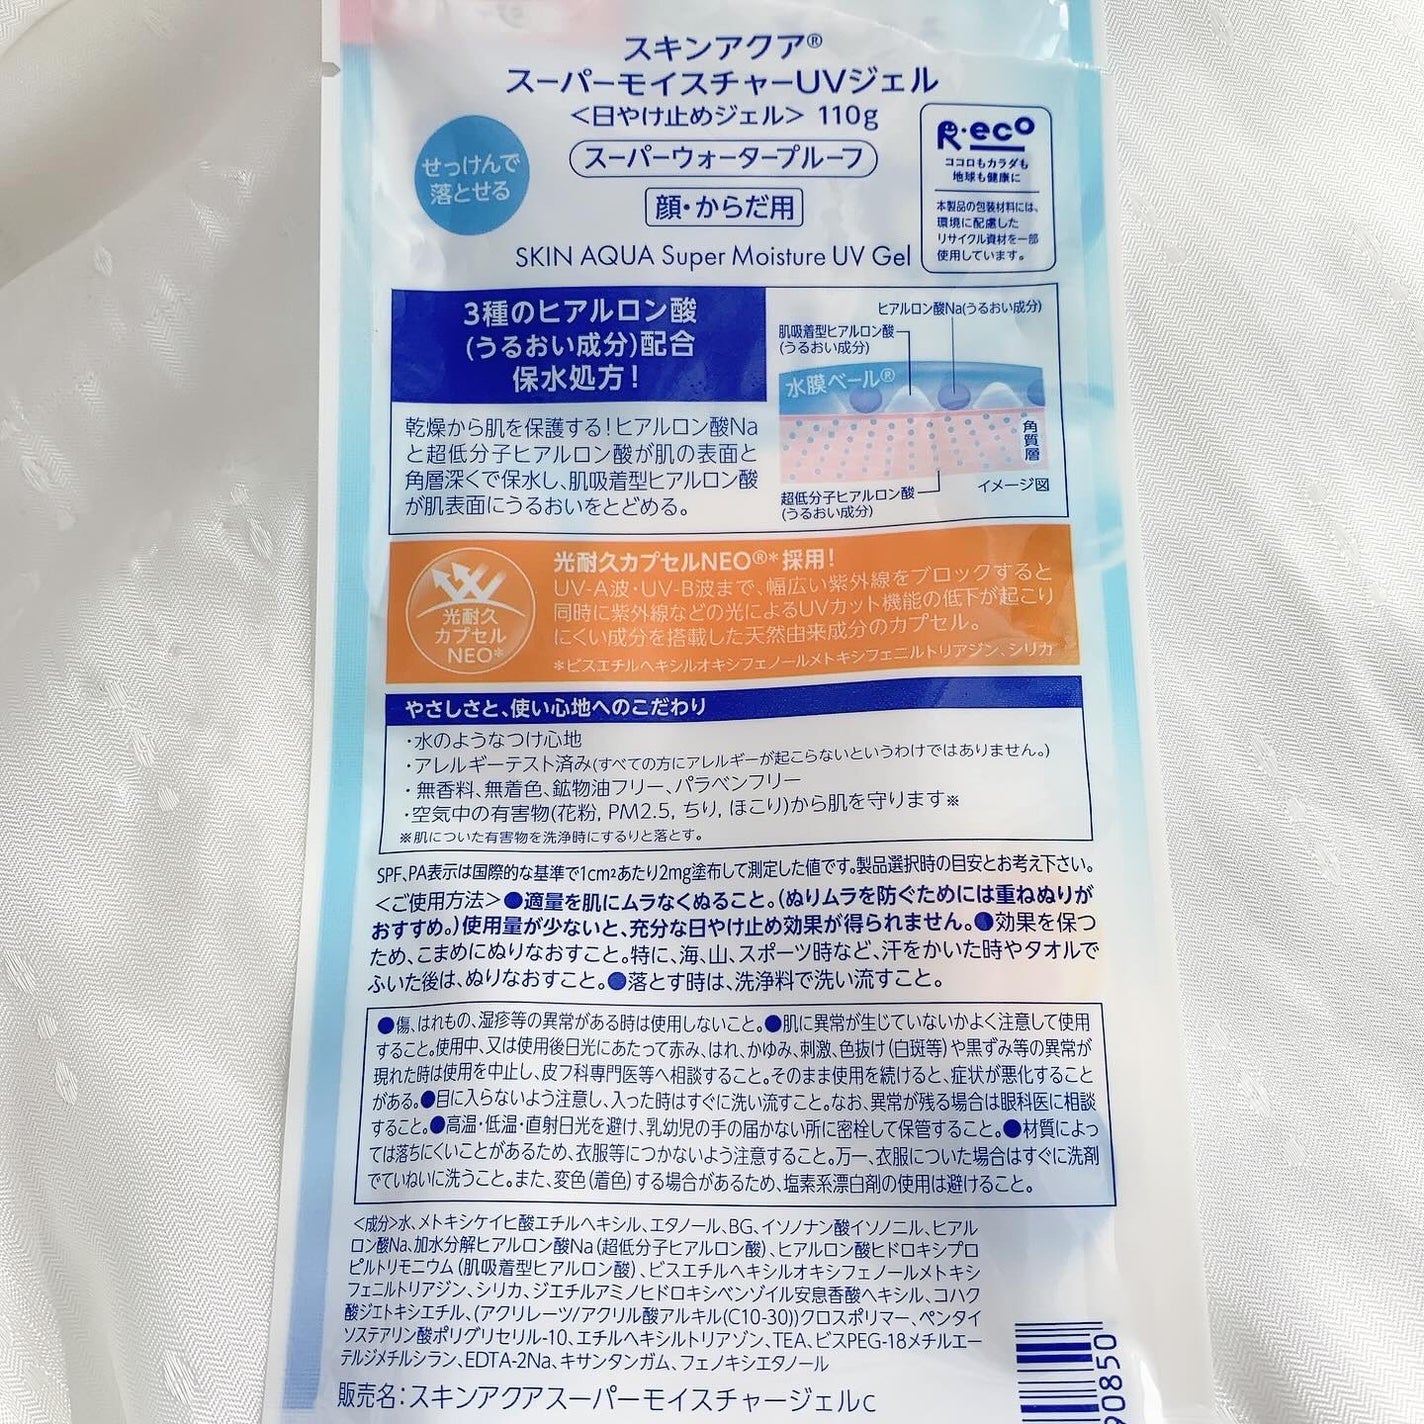 スキンアクア®
スーパーモイスチャーUVジェル
<日やけ止めジェル> 110g
せっけんで
落とせる
スーパーウォータープルーフ
顔・からだ用
SKIN AQUA Super Moisture UV Gel
R・eco
ココロもカラダも
地球も健康に
本製品の包装材料には、
環境に配慮した
リサイクル資材を一部
使用しています。
3種のヒアルロン酸
(うるおい成分)配合
保水処方!
乾燥から肌を保護する!ヒアルロン酸Na
と超低分子ヒアルロン酸が肌の表面と
角層深くで保水し、肌吸着型ヒアルロン酸
が肌表面にうるおいをとどめる。
ヒアルロン酸Na(うるおい成分)
肌吸着型ヒアルロン酸
(うるおい成分)
水膜ベール®
角質層
超低分子ヒアルロン酸
(うるおい成分)
イメージ図
光耐久
カプセル
NEO*
光耐久カプセルNEO®*採用!
UV-A波・UV-B波まで、幅広い紫外線をブロックすると
同時に紫外線などの光によるUVカット機能の低下が起こり
にくい成分を搭載した天然由来成分のカプセル。
*ビスエチルヘキシルオキシフェノールメトキシフェニルトリアジン、シリカ
やさしさと、使い心地へのこだわり
・水のようなつけ心地
・アレルギーテスト済み(すべての方にアレルギーが起こらないというわけではありません。)
・無香料、無着色、鉱物油フリー、パラベンフリー
・空気中の有害物(花粉, PM2.5, ちり, ほこり)から肌を守ります※
※肌についた有害物を洗浄時にするりと落とす。
SPF、PA表示は国際的な基準で1cm²あたり2mg塗布して測定した値です。製品選択時の目安とお考え下さい。
<ご使用方法>●適量を肌にムラなくぬること。(ぬりムラを防ぐためには重ねぬりが
おすすめ。)使用量が少ないと、充分な日やけ止め効果が得られません。●効果を保つ
ため、こまめにぬりなおすこと。特に、海、山、スポーツ時など、汗をかいた時やタオルで
ふいた後は、ぬりなおすこと。●落とす時は、洗浄料で洗い流すこと。
●傷、はれもの、湿疹等の異常がある時は使用しないこと。●肌に異常が生じていないかよく注意して使用
すること。使用中、又は使用後日光にあたって赤み、はれ、かゆみ、刺激、色抜け(白斑等)や黒ずみ等の異常が
現れた時は使用を中止し、皮フ科専門医等へ相談すること。そのまま使用を続けると、症状が悪化すること
がある。●目に入らないよう注意し、入った時はすぐに洗い流すこと。なお、異常が残る場合は眼科医に相談
すること。●高温・低温・直射日光を避け、乳幼児の手の届かない所に密栓して保管すること。●材質によっ
ては落ちにくいことがあるため、衣服等につかないよう注意すること。万一、衣服についた場合はすぐに洗剤
でていねいに洗うこと。また、変色(着色)する場合があるため、塩素系漂白剤の使用は避けること。
<成分>水、メトキシケイヒ酸エチルヘキシル、エタノール、BG、イソノナン酸イソノニル、ヒアル
ロン酸Na、加水分解ヒアルロン酸Na(超低分子ヒアルロン酸)、ヒアルロン酸ヒドロキシプロ
ピルトリモニウム(肌吸着型ヒアルロン酸)、ビスエチルヘキシルオキシフェノールメトキシ
フェニルトリアジン、シリカ、ジエチルアミノヒドロキシベンゾイル安息香酸ヘキシル、コハク
酸ジエトキシエチル、(アクリレーツ/アクリル酸アルキル(C10-30))クロスポリマー、ペンタイ
ソステアリン酸ポリグリセリル-10、エチルヘキシルトリアゾン、TEA、ビスPEG-18メチルエー
テルジメチルシラン、EDTA-2Na、キサンタンガム、フェノキシエタノール
販売名:スキンアクアスーパーモイスチャージェルc
90850